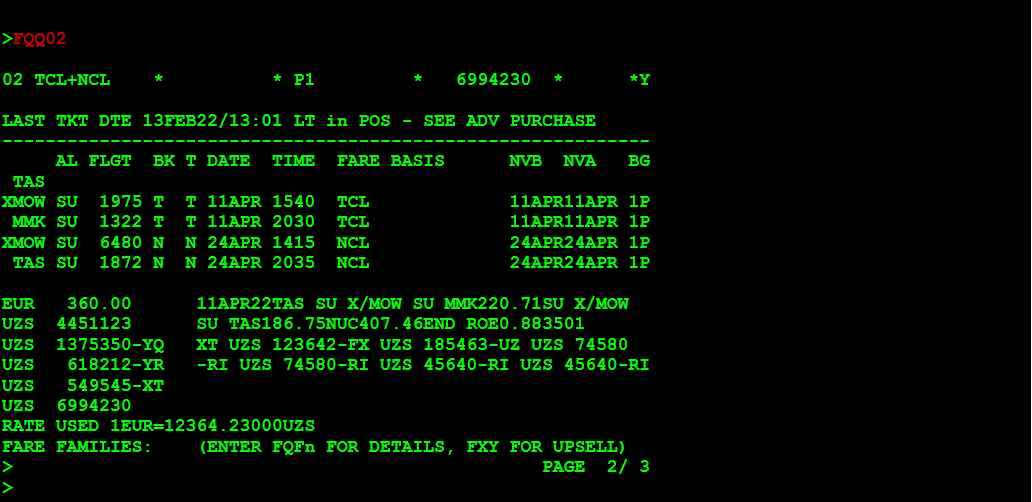 >FQQ02
02 TCL+NCL    *          * P1         *   6994230  *      *Y
LAST TKT DTE 13FEB22/13:01 LT in POS - SEE ADV PURCHASE
------------------------------------------------------------
     AL FLGT  BK T DATE  TIME  FARE BASIS      NVB  NVA   BG
 TAS
XMOW SU  1975 T  T 11APR 1540  TCL             11APR11APR 1P
 MMK SU  1322 T  T 11APR 2030  TCL             11APR11APR 1P
XMOW SU  6480 N  N 24APR 1415  NCL             24APR24APR 1P
 TAS SU  1872 N  N 24APR 2035  NCL             24APR24APR 1P
EUR   360.00      11APR22TAS SU X/MOW SU MMK220.71SU X/MOW
UZS  4451123      SU TAS186.75NUC407.46END ROE0.883501
UZS  1375350-YQ   XT UZS 123642-FX UZS 185463-UZ UZS 74580
UZS   618212-YR   -RI UZS 74580-RI UZS 45640-RI UZS 45640-RI
UZS   549545-XT
UZS  6994230
RATE USED 1EUR=12364.23000UZS
FARE FAMILIES:    (ENTER FQFn FOR DETAILS, FXY FOR UPSELL)
>                                                 PAGE  2/ 3
>